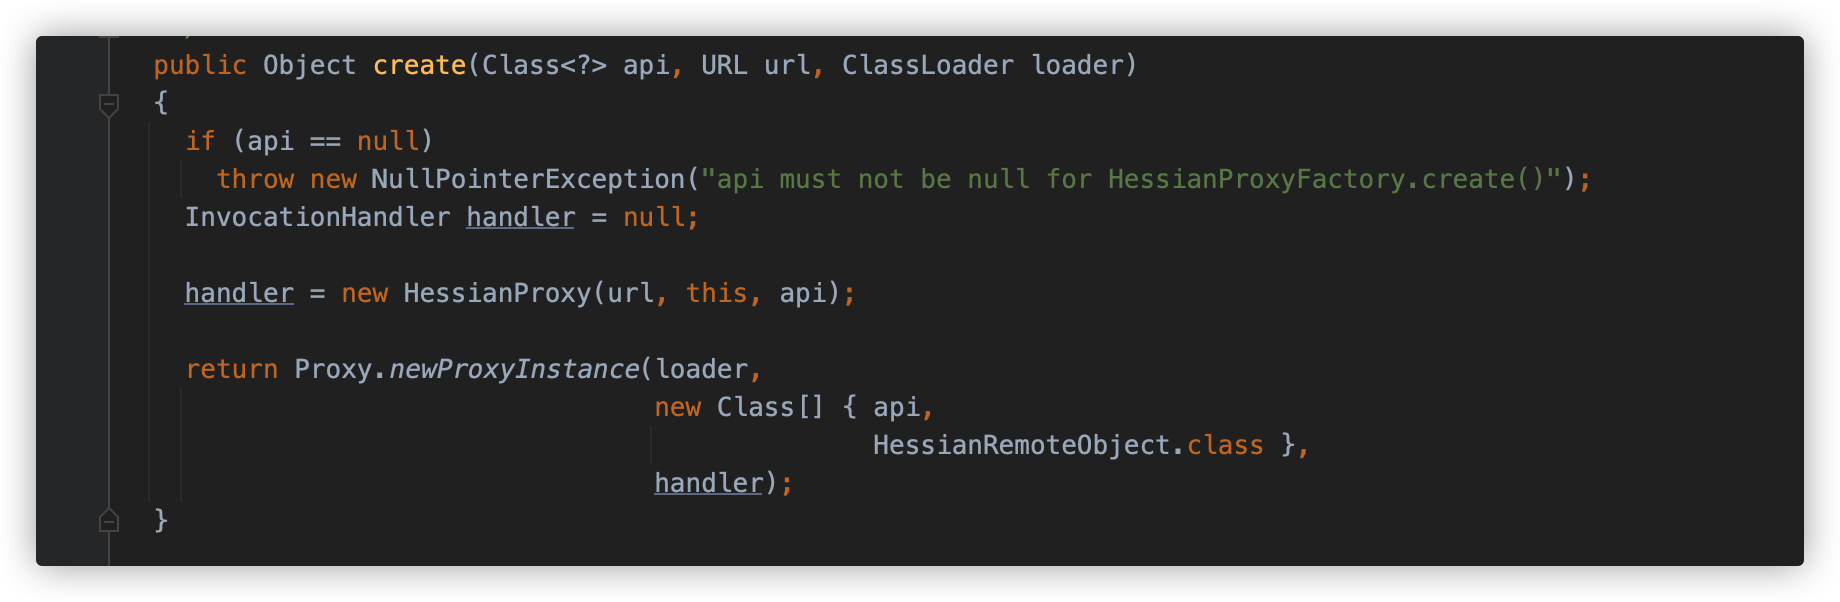 public Object create(Class<?> api, URL url, ClassLoader loader)
{
if (api == null)
throw new NullPointerException("api must not be null for HessianProxyFactory.create()");
InvocationHandler handler = null;
handler = new HessianProxy(url, this, api);
return Proxy.newProxyInstance(loader,
new Class[] { api,
HessianRemoteObject.class },
handler);
}